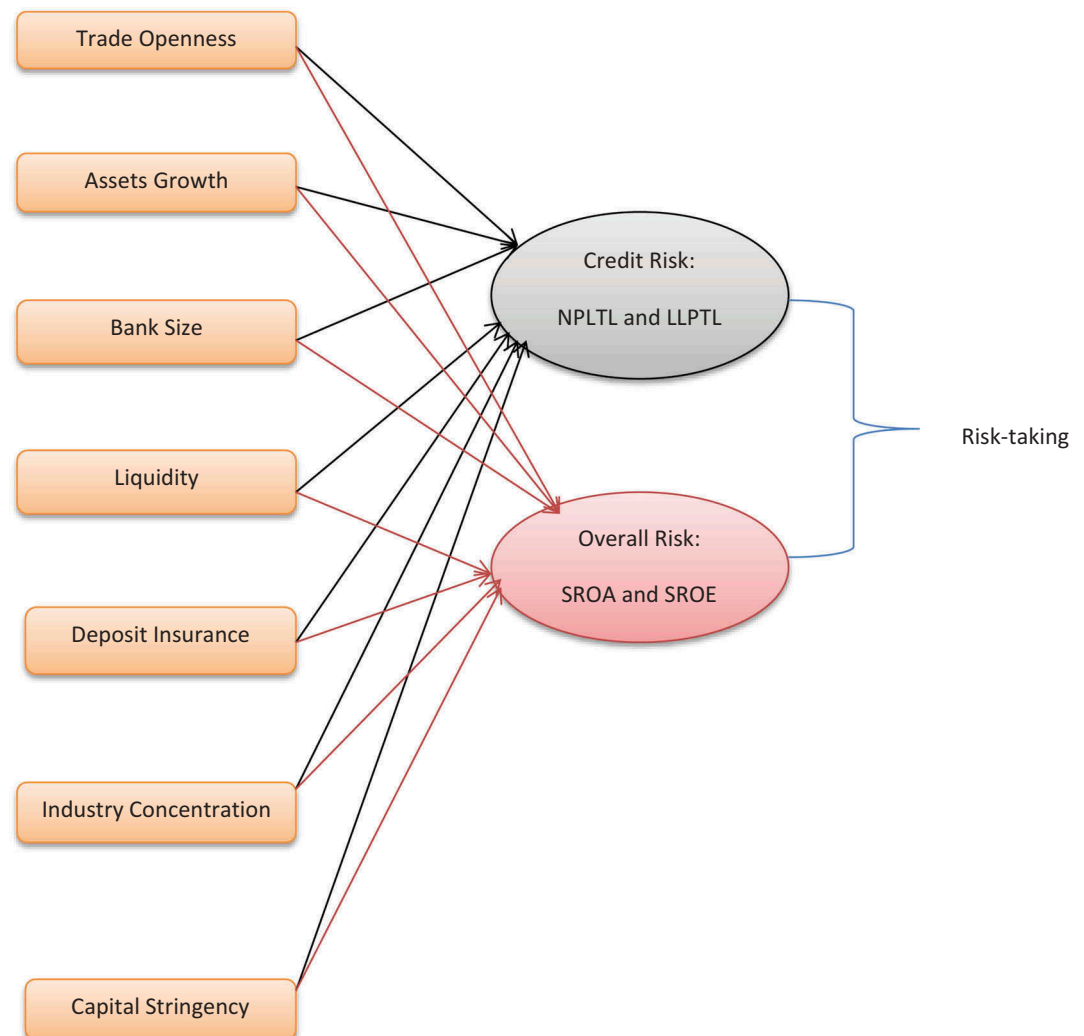 Trade Openness
Assets Growth
Bank Size
Liquidity
Deposit Insurance
Industry Concentration
Capital Stringency
Credit Risk:
NPLTL and LLPTL
Overall Risk:
SROA and SROE
Risk-taking